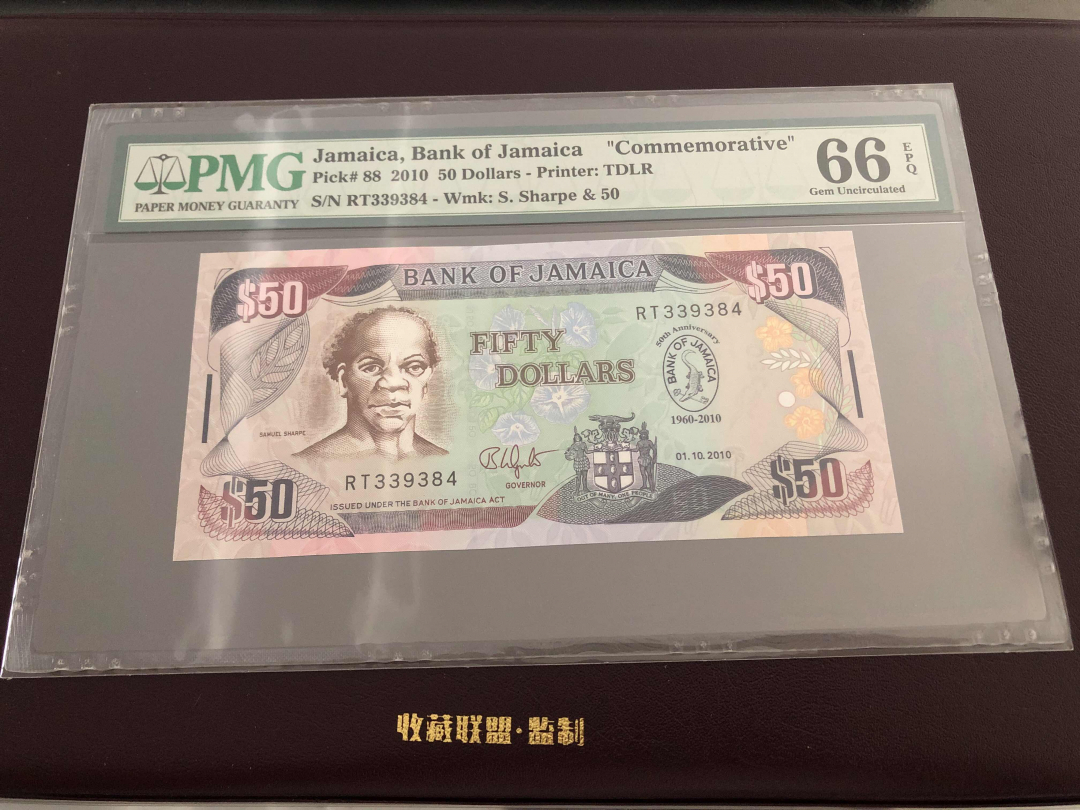 PMG
PAPER MONEY GUARANTY
Jamaica, Bank of Jamaica "Commemorative"
Pick# 88 2010 50 Dollars - Printer: TDLR
S/N RT339384 - Wmk: S. Sharpe & 50
66
EPQ
Gem Uncirculated
BANK OF JAMAICA
$50
$50
RT339384
FIFTY
DOLLARS
50th Anniversary
BANK OF JAMAICA
1960-2010
SAMUEL SHARPE
RT339384
GOVERNOR
01.10.2010
OUT OF MANY, ONE PEOPLE
$50
$50
ISSUED UNDER THE BANK OF JAMAICA ACT
收藏联盟·监制